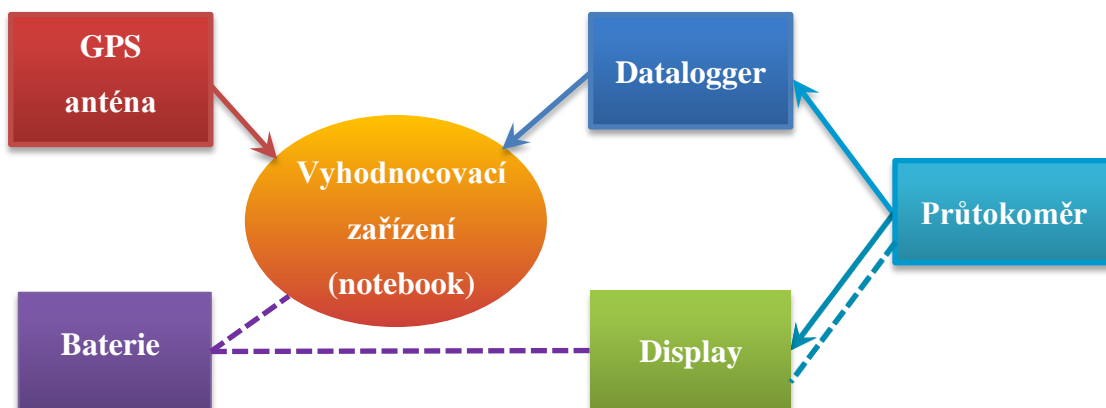 GPS
anténa
Datalogger
Vyhodnocovací
zařízení
(notebook)
Průtokoměr
Baterie
Display